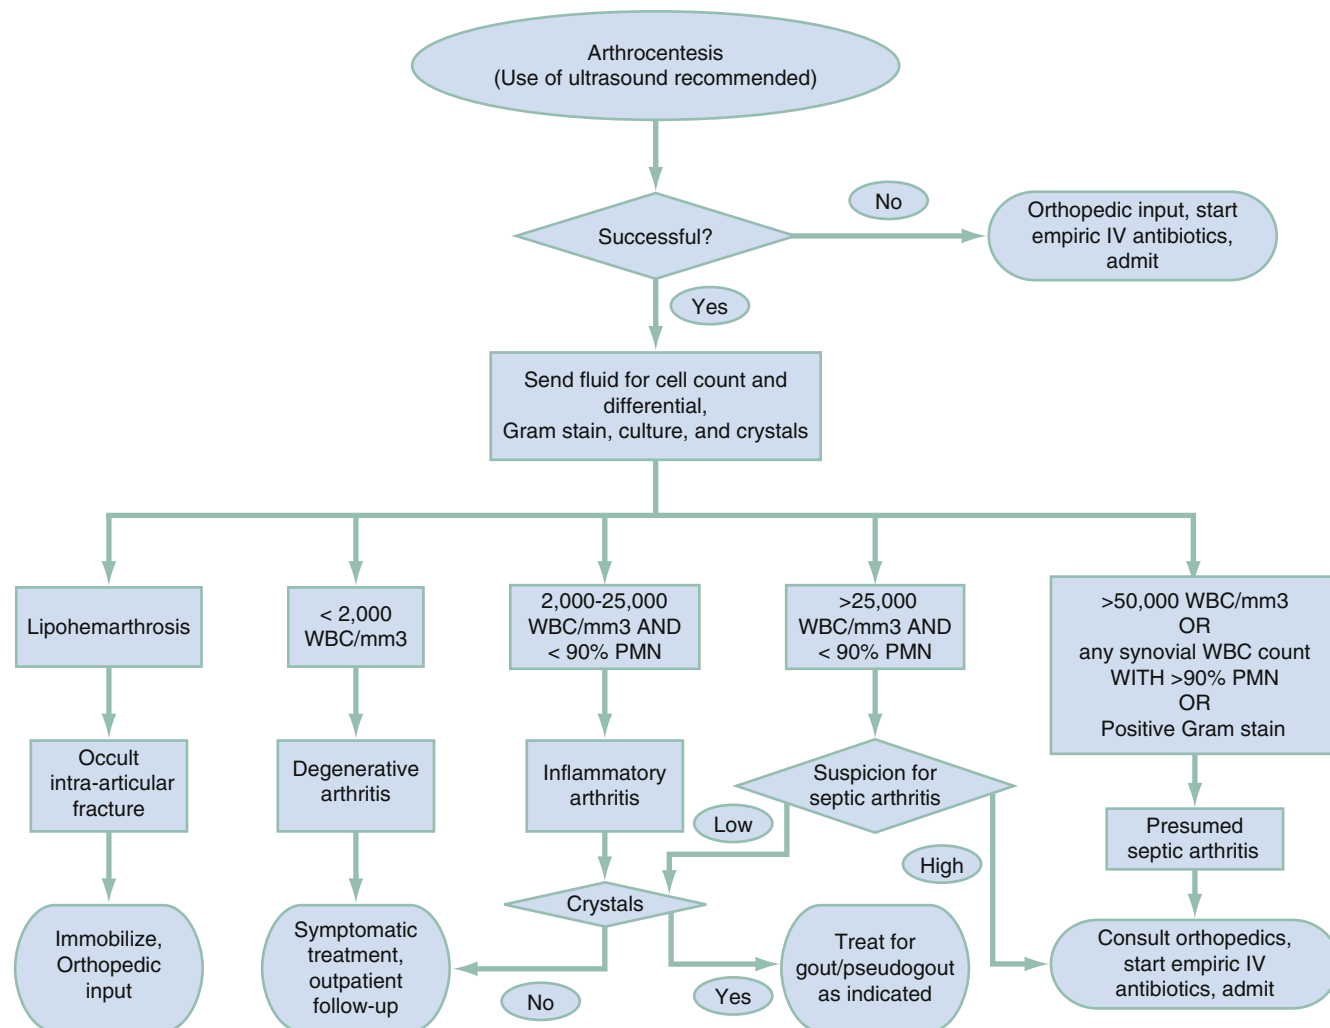 Arthrocentesis
(Use of ultrasound recommended)
Successful?
No
Orthopedic input, start
empiric IV antibiotics,
admit
Yes
Send fluid for cell count and
differential,
Gram stain, culture, and crystals
Lipohemarthrosis
< 2,000
WBC/mm3
2,000-25,000
WBC/mm3 AND
< 90% PMN
>25,000
WBC/mm3 AND
< 90% PMN
>50,000 WBC/mm3
OR
any synovial WBC count
WITH >90% PMN
OR
Positive Gram stain
Occult
intra-articular
fracture
Degenerative
arthritis
Inflammatory
arthritis
Suspicion for
septic arthritis
Low
High
Presumed
septic arthritis
Crystals
Immobilize,
Orthopedic
input
Symptomatic
treatment,
outpatient
follow-up
No
Yes
Treat for
gout/pseudogout
as indicated
Consult orthopedics,
start empiric IV
antibiotics, admit